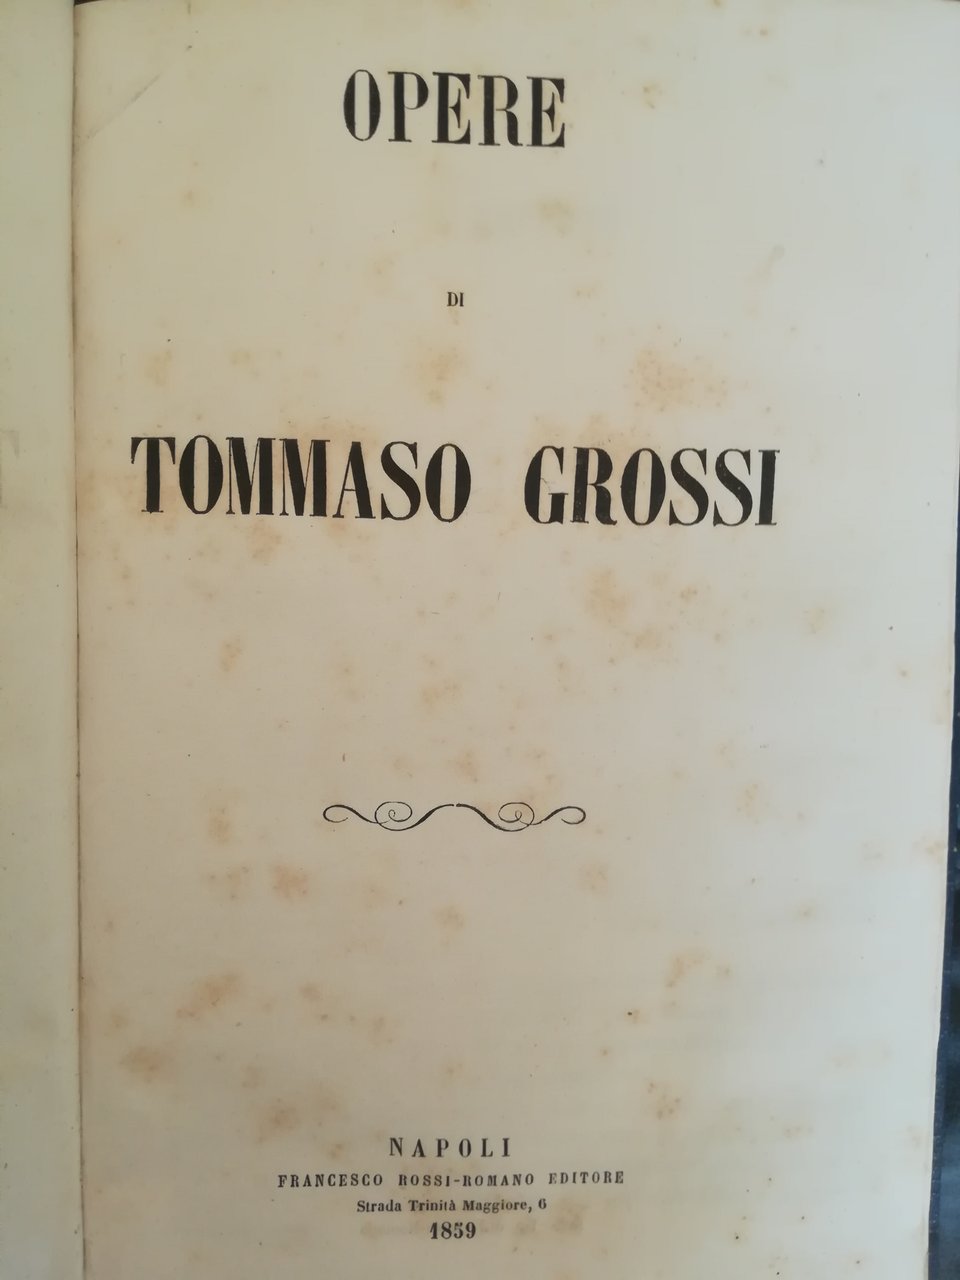 OPERE
DI
TOMMASO GROSSI
NAPOLI
FRANCESCO ROSSI-ROMANO EDITORE
Strada Trinità Maggiore, 6
1859